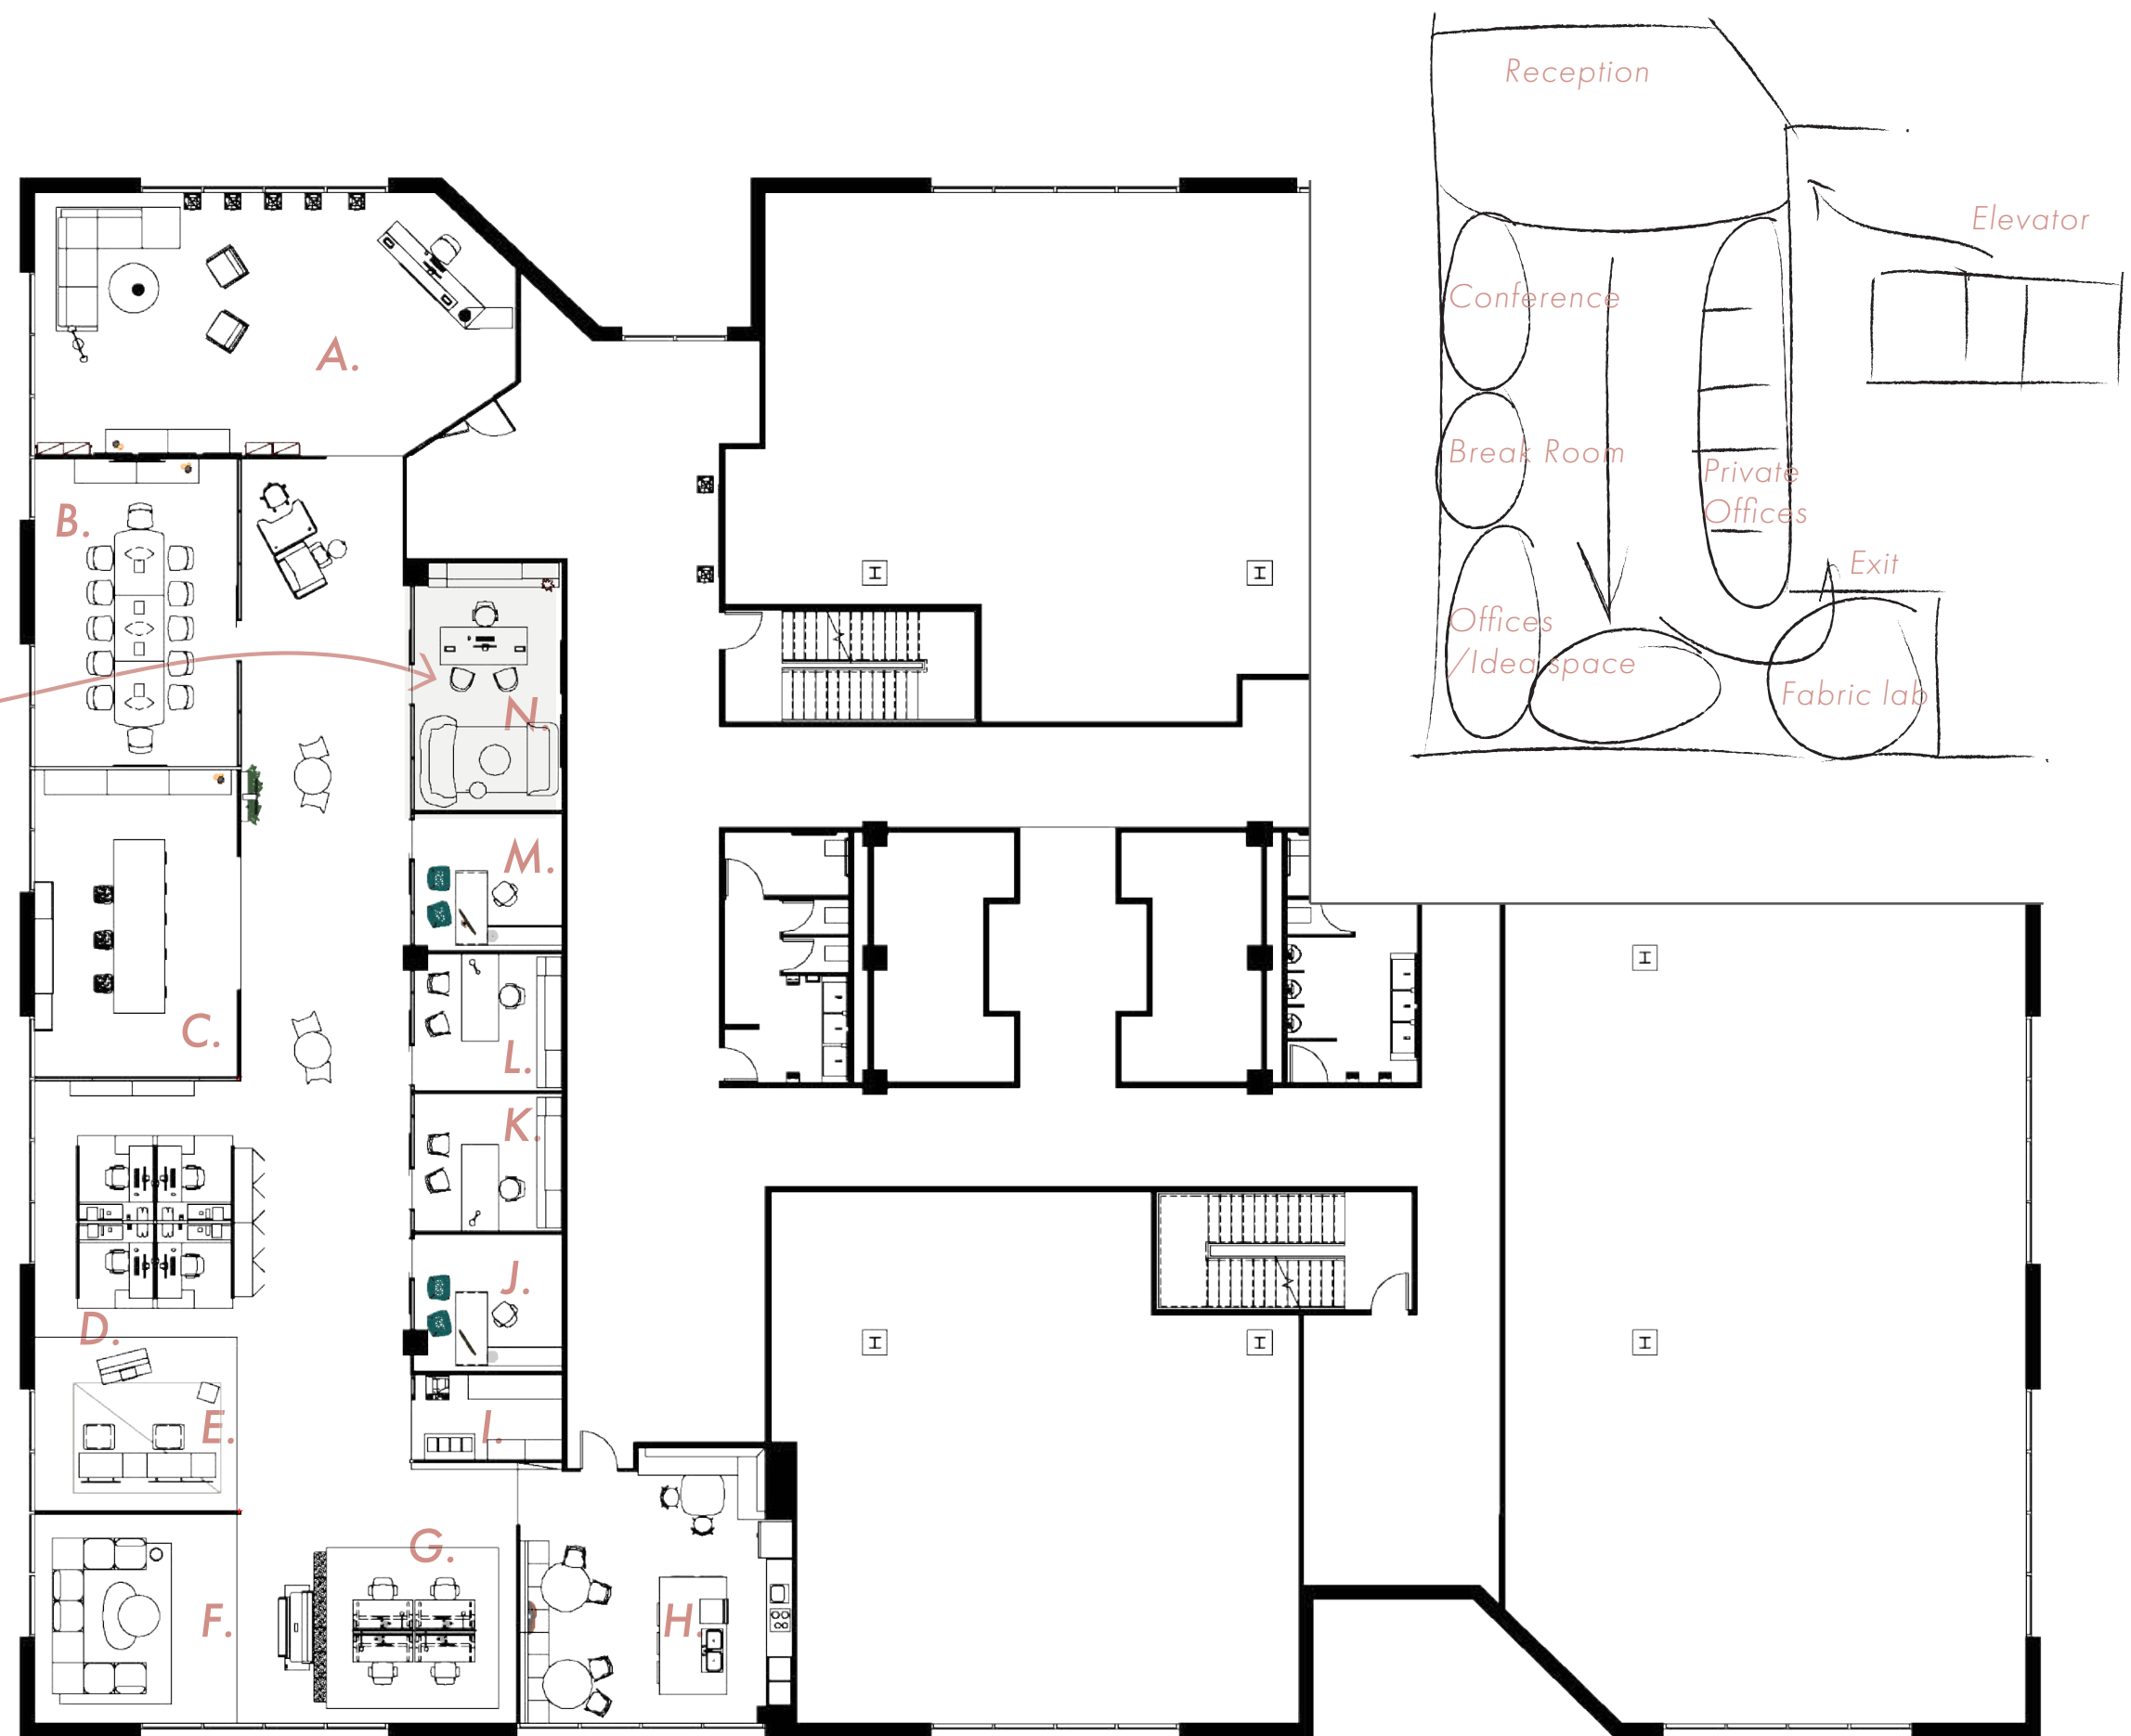 Reception
Elevator
Conference
Break Room
Private
Offices
Exit
Offices
/Idea space
Fabric lab
A.
B.
N.
M.
C.
L.
K.
J.
D.
E.
I.
G.
F.
H.